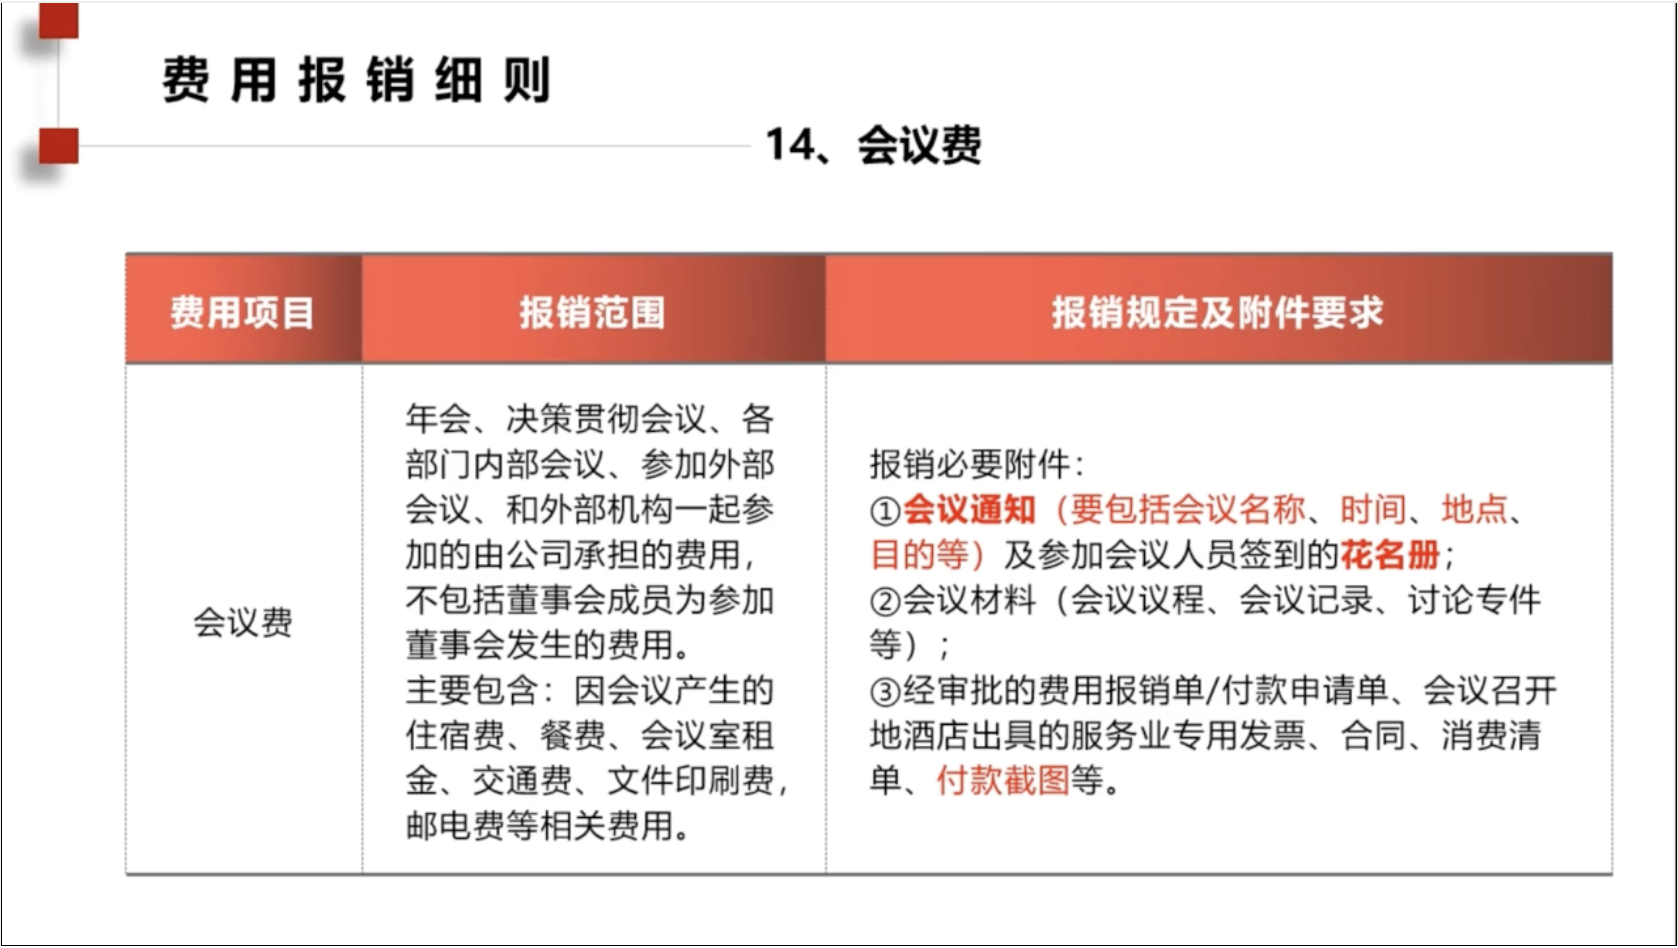 费用报销细则
14、会议费
费用项目
报销范围
报销规定及附件要求
会议费
年会、决策贯彻会议、各
部门内部会议、参加外部
会议、和外部机构一起参
加的由公司承担的费用，
不包括董事会成员为参加
董事会发生的费用。
主要包含：因会议产生的
住宿费、餐费、会议室租
金、交通费、文件印刷费，
邮电费等相关费用。
报销必要附件：
①会议通知（要包括会议名称、时间、地点、
目的等）及参加会议人员签到的花名册；
②会议材料（会议议程、会议记录、讨论专件
等）；
③经审批的费用报销单/付款申请单、会议召开
地酒店出具的服务业专用发票、合同、消费清
单、付款截图等。